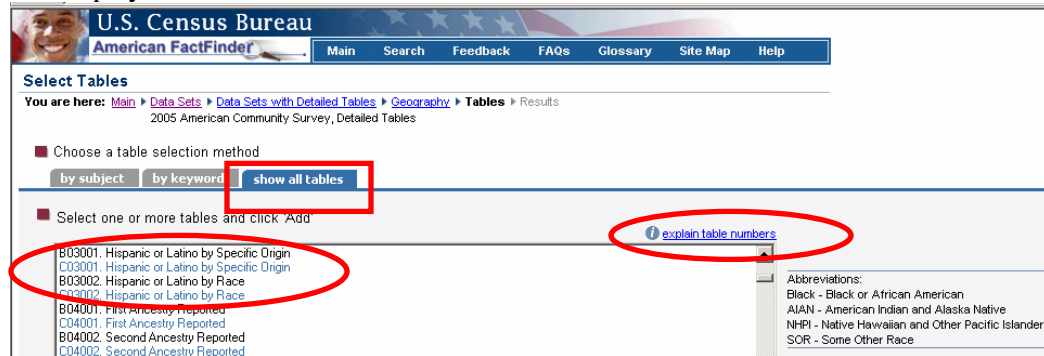 U.S. Census Bureau
American FactFinder
Main Search Feedback FAQs Glossary Site Map Help
Select Tables
You are here: Main Data Sets Data Sets with Detailed Tables Geography Tables Results
2005 American Community Survey, Detailed Tables
Choose a table selection method
by subject by keyword show all tables
Select one or more tables and click 'Add'
explain table numbers
B03001. Hispanic or Latino by Specific Origin
C03001. Hispanic or Latino by Specific Origin
B03002. Hispanic or Latino by Race
C03002. Hispanic or Latino by Race
B04001. First Ancestry Reported
C04001. First Ancestry Reported
B04002. Second Ancestry Reported
C04002. Second Ancestry Reported
Abbreviations:
Black - Black or African American
AIAN - American Indian and Alaska Native
NHPI - Native Hawaiian and Other Pacific Islander
SOR - Some Other Race